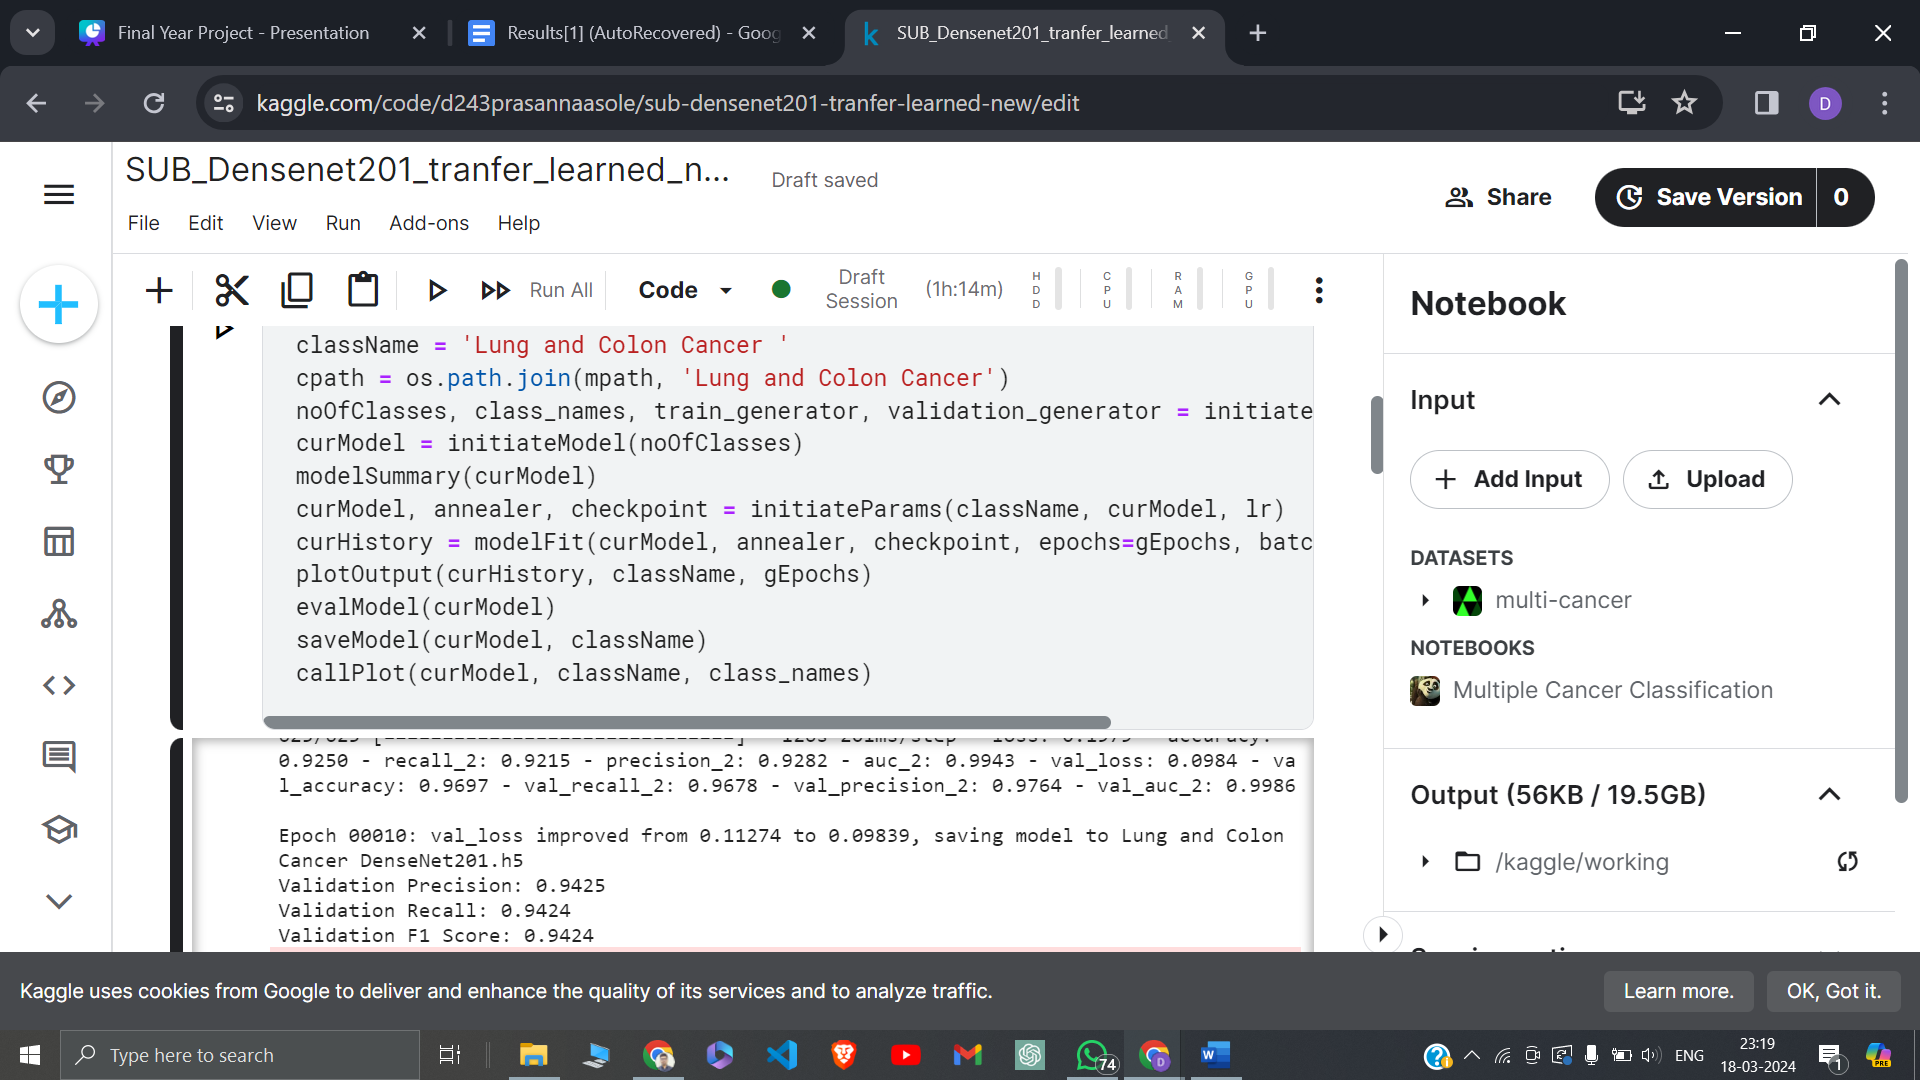 Final Year Project - Presentation
Results[1] (AutoRecovered) - Goog
SUB_Densenet201_tranfer_learned_
kaggle.com/code/d243prasannaasole/sub-densenet201-tranfer-learned-new/edit
D
SUB_Densenet201_tranfer_learned_n...
Draft saved
File Edit View Run Add-ons Help
Share
Save Version 0
Run All
Code
Draft Session
(1h:14m)
HDD
CPU
RAM
GPU
className = 'Lung and Colon Cancer '
cpath = os.path.join(mpath, 'Lung and Colon Cancer')
noOfClasses, class_names, train_generator, validation_generator = initiate
curModel = initiateModel(noOfClasses)
modelSummary(curModel)
curModel, annealer, checkpoint = initiateParams(className, curModel, lr)
curHistory = modelFit(curModel, annealer, checkpoint, epochs=gEpochs, batc
plotOutput(curHistory, className, gEpochs)
evalModel(curModel)
saveModel(curModel, className)
callPlot(curModel, className, class_names)
0.9250 - recall_2: 0.9215 - precision_2: 0.9282 - auc_2: 0.9943 - val_loss: 0.0984 - va
l_accuracy: 0.9697 - val_recall_2: 0.9678 - val_precision_2: 0.9764 - val_auc_2: 0.9986
Epoch 00010: val_loss improved from 0.11274 to 0.09839, saving model to Lung and Colon
Cancer DenseNet201.h5
Validation Precision: 0.9425
Validation Recall: 0.9424
Validation F1 Score: 0.9424
Notebook
Input
Add Input
Upload
DATASETS
multi-cancer
NOTEBOOKS
Multiple Cancer Classification
Output (56KB / 19.5GB)
/kaggle/working
Kaggle uses cookies from Google to deliver and enhance the quality of its services and to analyze traffic.
Learn more.
OK, Got it.
Type here to search
74
ENG
23:19
18-03-2024
1
PRE